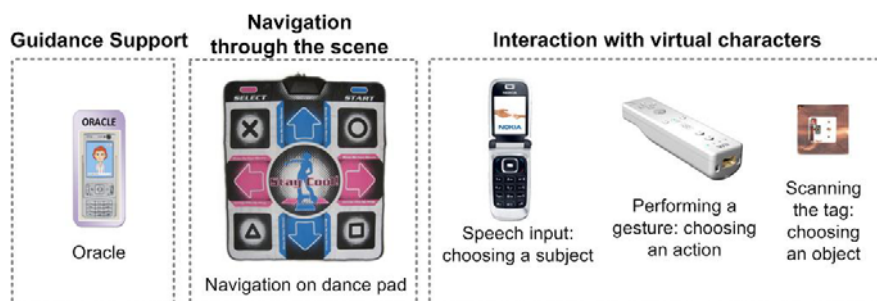 Guidance Support
Navigation
through the scene
Interaction with virtual characters
ORACLE
Oracle
SELECT
START
Stay Cool
Navigation on dance pad
NOKIA
Speech input:
choosing a subject
Performing a
gesture: choosing
an action
Scanning
the tag:
choosing
an object